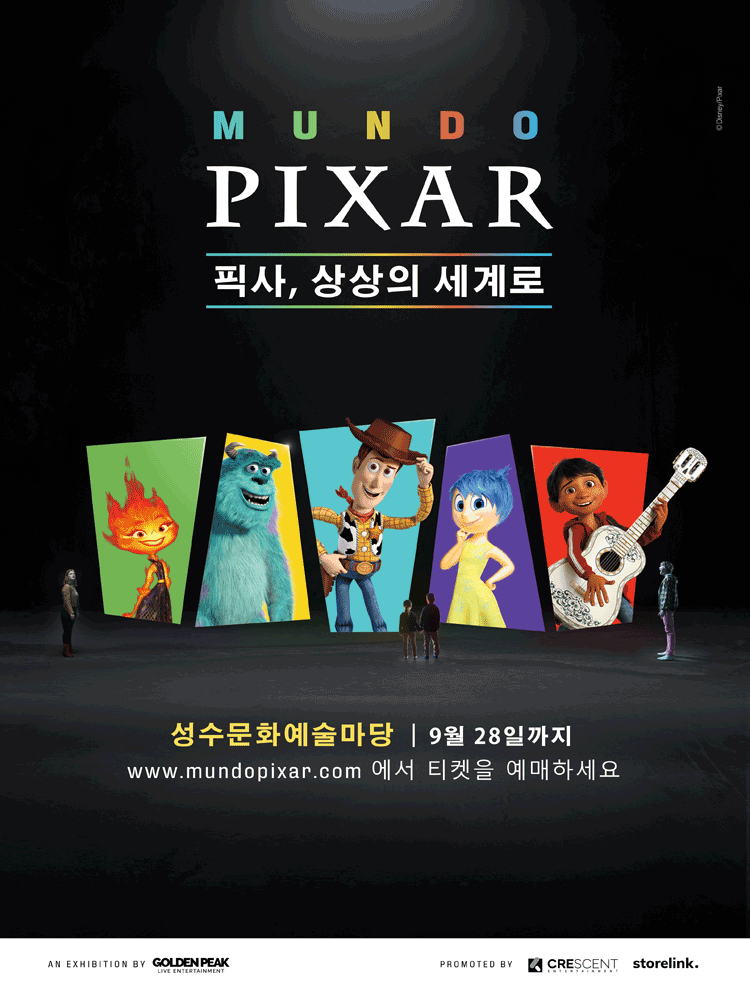 © Disney/Pixar
MUNDO
PIXAR
픽사, 상상의 세계로
성수문화예술마당 | 9월 28일까지
www.mundopixar.com 에서 티켓을 예매하세요
AN EXHIBITION BY GOLDEN PEAK
LIVE ENTERTAINMENT
PROMOTED BY CRESCENT
ENTERTAINMENT
storelink.